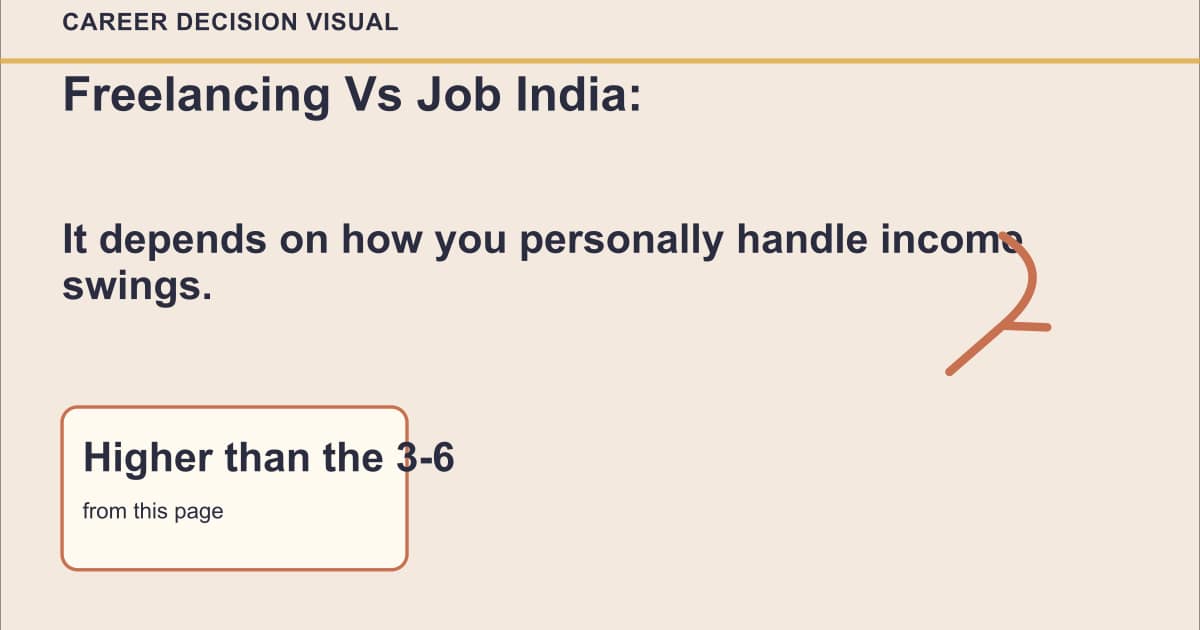 CAREER DECISION VISUAL
Freelancing Vs Job India:
It depends on how you personally handle income
swings.
Higher than the 3-6
from this page